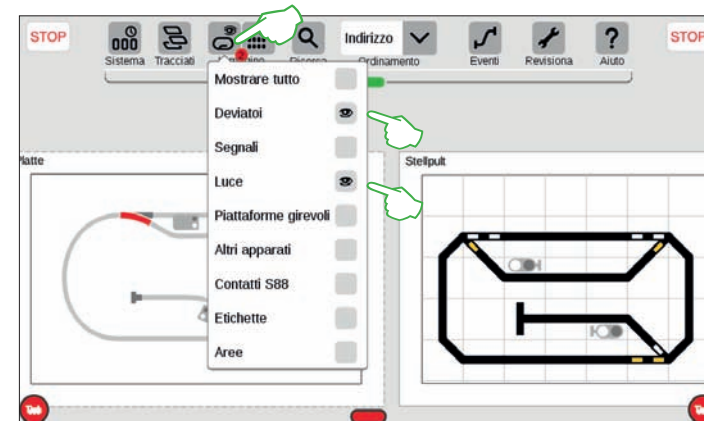 STOP
Indirizzo
STOP
Sistema
Tracciati
Ordinamento
Eventi
Revisiona
Aiuto
Mostrare tutto
Deviatoi
Segnali
Luce
Piattaforme girevoli
Altri apparati
Contatti S88
Etichette
Aree
Stellpult